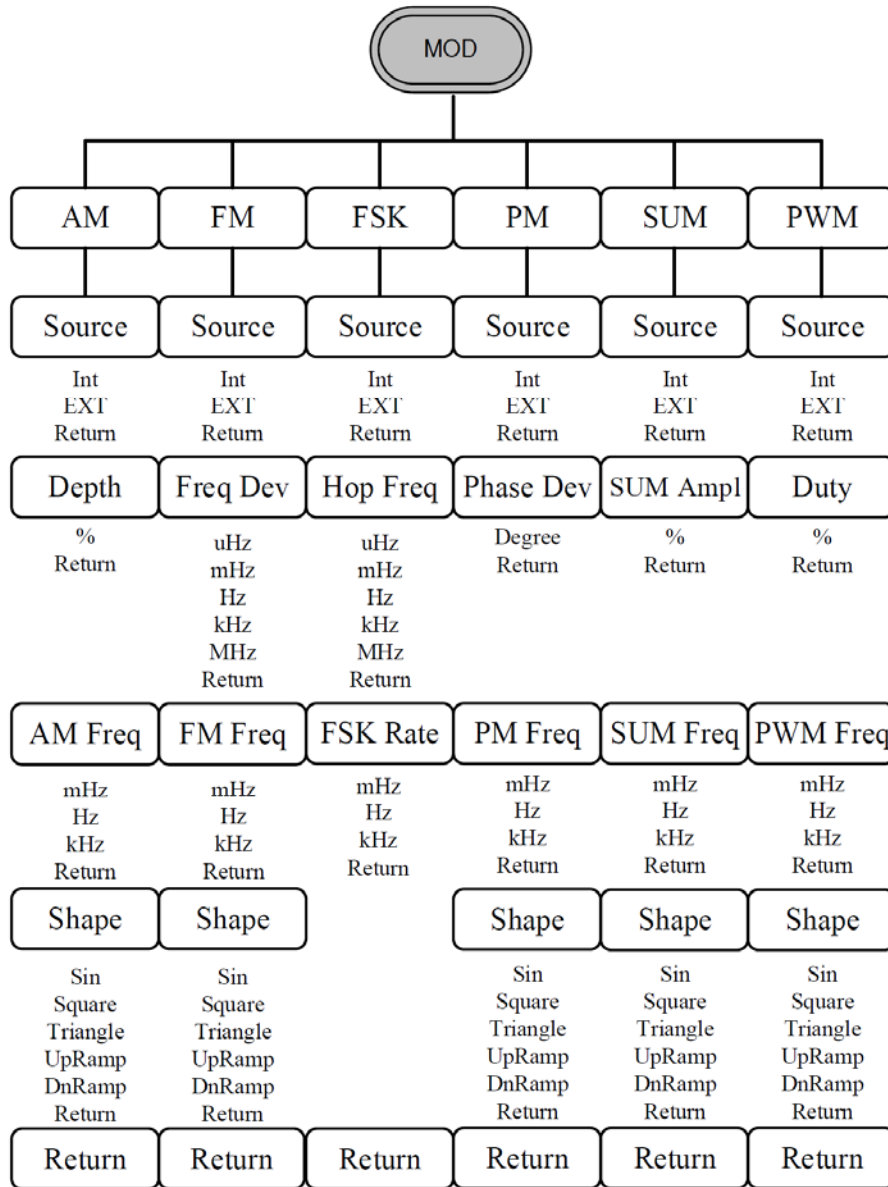 MOD
AM FM FSK PM SUM PWM
Source Source Source Source Source Source
Int Int Int Int Int Int
EXT EXT EXT EXT EXT EXT
Return Return Return Return Return Return
Depth Freq Dev Hop Freq Phase Dev SUM Ampl Duty
% uHz uHz Degree % %
Return mHz mHz Return Return Return
Hz Hz
kHz kHz
MHz MHz
Return Return
AM Freq FM Freq FSK Rate PM Freq SUM Freq PWM Freq
mHz mHz mHz mHz mHz mHz
Hz Hz Hz Hz Hz Hz
kHz kHz kHz kHz kHz kHz
Return Return Return Return Return Return
Shape Shape Shape Shape Shape
Sin Sin Sin Sin Sin
Square Square Square Square Square
Triangle Triangle Triangle Triangle Triangle
UpRamp UpRamp UpRamp UpRamp UpRamp
DnRamp DnRamp DnRamp DnRamp DnRamp
Return Return Return Return Return
Return Return Return Return Return Return